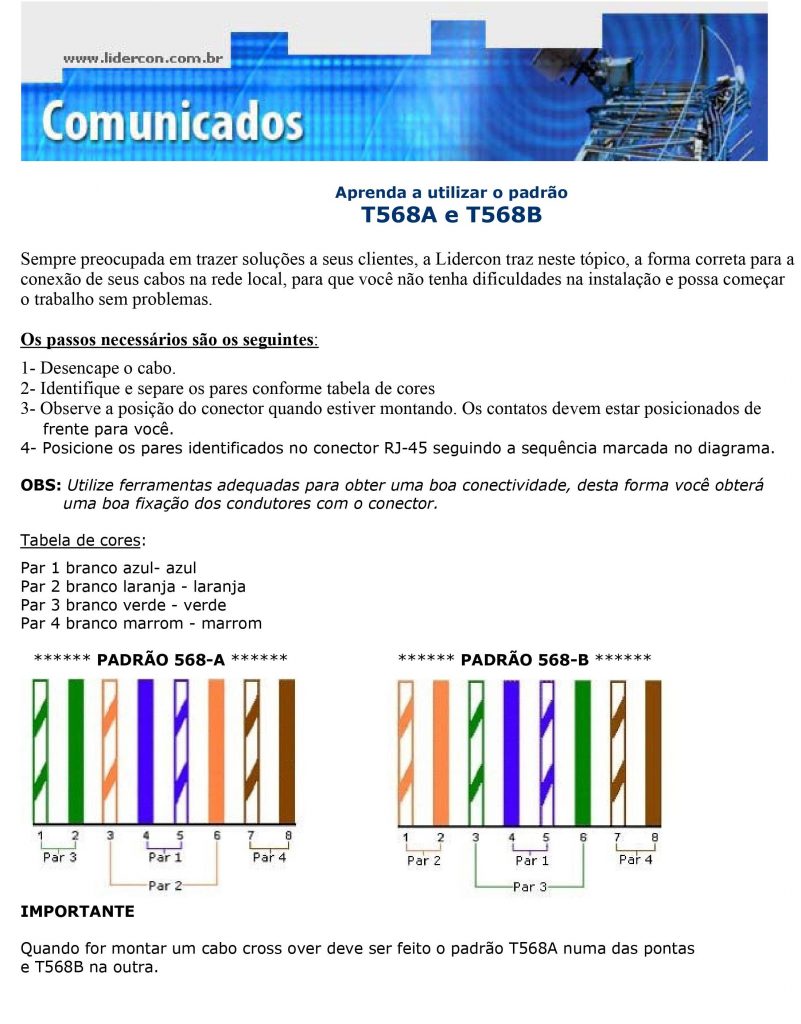 www.lidercon.com.br
Comunicados
Aprenda a utilizar o padrão
T568A e T568B
Sempre preocupada em trazer soluções a seus clientes, a Lidercon traz neste tópico, a forma correta para a
conexão de seus cabos na rede local, para que você não tenha dificuldades na instalação e possa começar
o trabalho sem problemas.
Os passos necessários são os seguintes:
1- Desencape o cabo.
2- Identifique e separe os pares conforme tabela de cores
3- Observe a posição do conector quando estiver montando. Os contatos devem estar posicionados de
frente para você.
4- Posicione os pares identificados no conector RJ-45 seguindo a sequência marcada no diagrama.
OBS: Utilize ferramentas adequadas para obter uma boa conectividade, desta forma você obterá
uma boa fixação dos condutores com o conector.
Tabela de cores:
Par 1 branco azul- azul
Par 2 branco laranja - laranja
Par 3 branco verde - verde
Par 4 branco marrom - marrom
****** PADRÃO 568-A ******
1 2 3 4 5 6 7 8
Par 3 Par 1 Par 4
Par 2
****** PADRÃO 568-B ******
1 2 3 4 5 6 7 8
Par 2 Par 1 Par 4
Par 3
IMPORTANTE
Quando for montar um cabo cross over deve ser feito o padrão T568A numa das pontas
e T568B na outra.